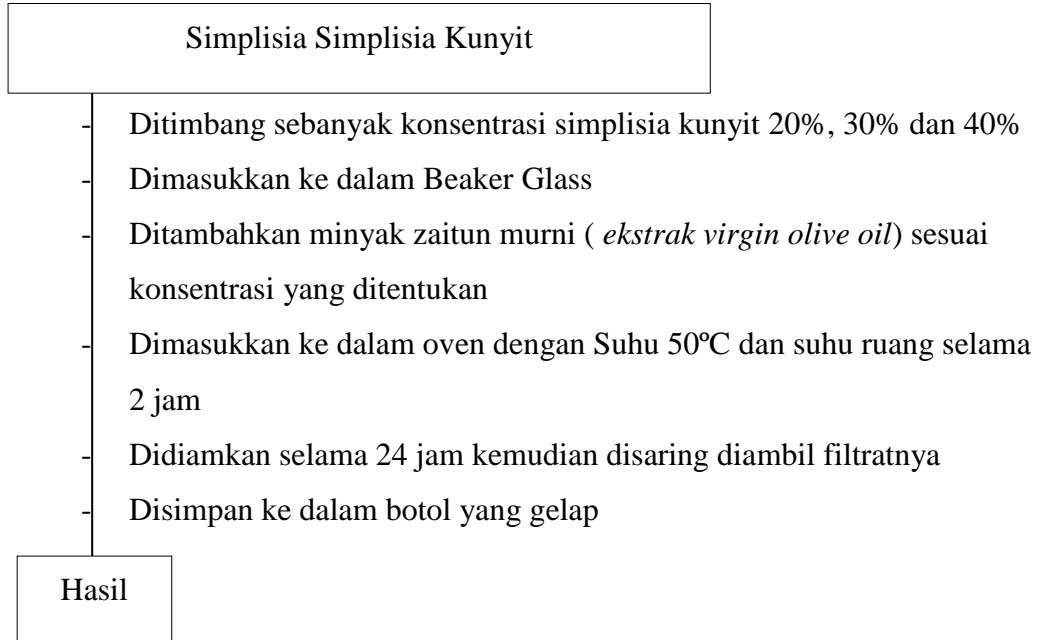 Simplisia Simplisia Kunyit
- Ditimbang sebanyak konsentrasi simplisia kunyit 20%, 30% dan 40%
- Dimasukkan ke dalam Beaker Glass
- Ditambahkan minyak zaitun murni ( ekstrak virgin olive oil) sesuai
konsentrasi yang ditentukan
- Dimasukkan ke dalam oven dengan Suhu 50ºC dan suhu ruang selama
2 jam
- Didiamkan selama 24 jam kemudian disaring diambil filtratnya
- Disimpan ke dalam botol yang gelap
Hasil